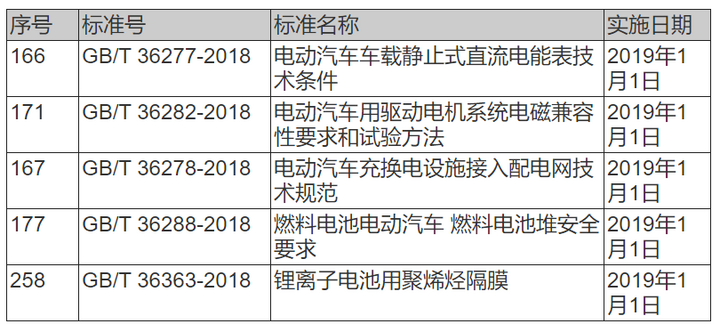 序号 标准号 标准名称 实施日期
166 GB/T 36277-2018 电动汽车车载静止式直流电能表技 2019年1
术条件 月1日
171 GB/T 36282-2018 电动汽车用驱动电机系统电磁兼容 2019年1
性要求和试验方法 月1日
167 GB/T 36278-2018 电动汽车充换电设施接入配电网技 2019年1
术规范 月1日
177 GB/T 36288-2018 燃料电池电动汽车 燃料电池堆安全 2019年1
要求 月1日
258 GB/T 36363-2018 锂离子电池用聚烯烃隔膜 2019年1
月1日